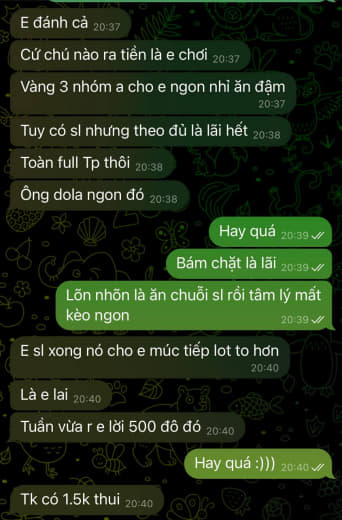 E đánh cả 20:37
Cứ chú nào ra tiền là e chơi 20:37
Vàng 3 nhóm a cho e ngon nhỉ ăn đậm
20:37
Tuy có sl nhưng theo đủ là lãi hết 20:38
Toàn full Tp thôi 20:38
Ông dola ngon đó 20:38
Hay quá 20:39
Bám chặt là lãi 20:39
Lõn nhõn là ăn chuỗi sl rồi tâm lý mất
kèo ngon 20:39
E sl xong nó cho e múc tiếp lot to hơn
20:40
Là e lai 20:40
Tuần vừa r e lời 500 đô đó 20:40
Hay quá :))) 20:40
Tk có 1.5k thui 20:40